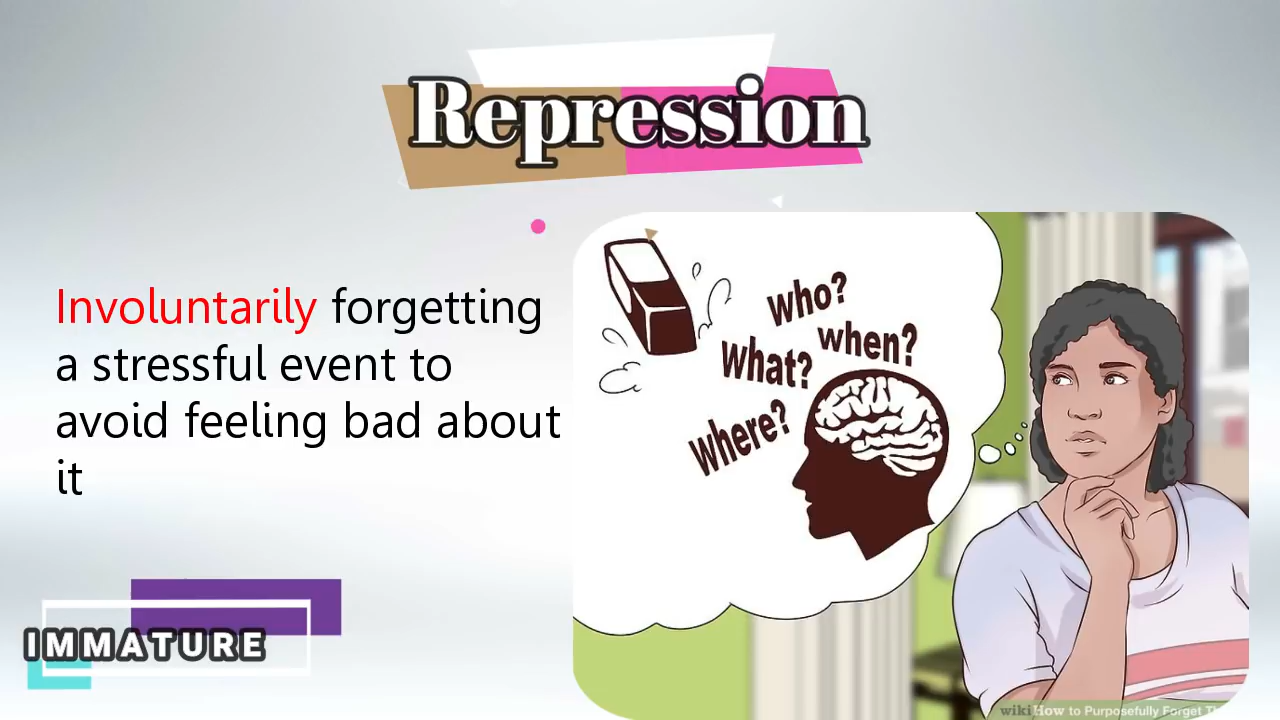 Repression
Involuntarily forgetting
a stressful event to
avoid feeling bad about
it
who?
when?
what?
where?
IMMATURE
wikiHow to Purposefully Forget